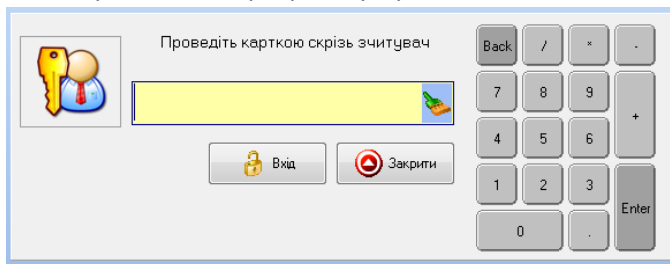 Проведіть карткою скрізь зчитувач
Вхід
Закрити
Back / * -
7 8 9
+
4 5 6
1 2 3
Enter
0 .